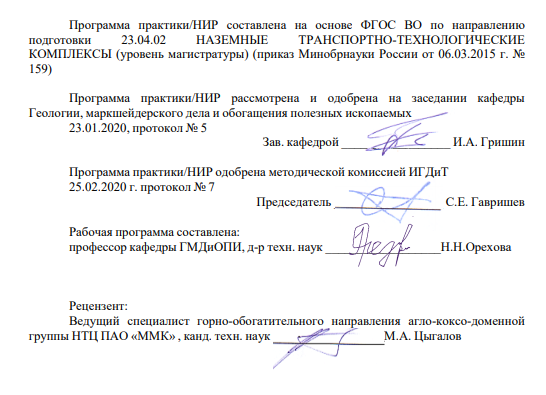 Программа практики/НИР составлена на основе ФГОС ВО по направлению
подготовки 23.04.02 НАЗЕМНЫЕ ТРАНСПОРТНО-ТЕХНОЛОГИЧЕСКИЕ
КОМПЛЕКСЫ (уровень магистратуры) (приказ Минобрнауки России от 06.03.2015 г. №
159)
Программа практики/НИР рассмотрена и одобрена на заседании кафедры
Геологии, маркшейдерского дела и обогащения полезных ископаемых
23.01.2020, протокол № 5
Зав. кафедрой __________________ И.А. Гришин
Программа практики/НИР одобрена методической комиссией ИГДиТ
25.02.2020 г. протокол № 7
Председатель __________________ С.Е. Гавришев
Рабочая программа составлена:
профессор кафедры ГМДиОПИ, д-р техн. наук ___________________Н.Н.Орехова
Рецензент:
Ведущий специалист горно-обогатительного направления агло-коксо-доменной
группы НТЦ ПАО «ММК» , канд. техн. наук ___________________М.А. Цыгалов